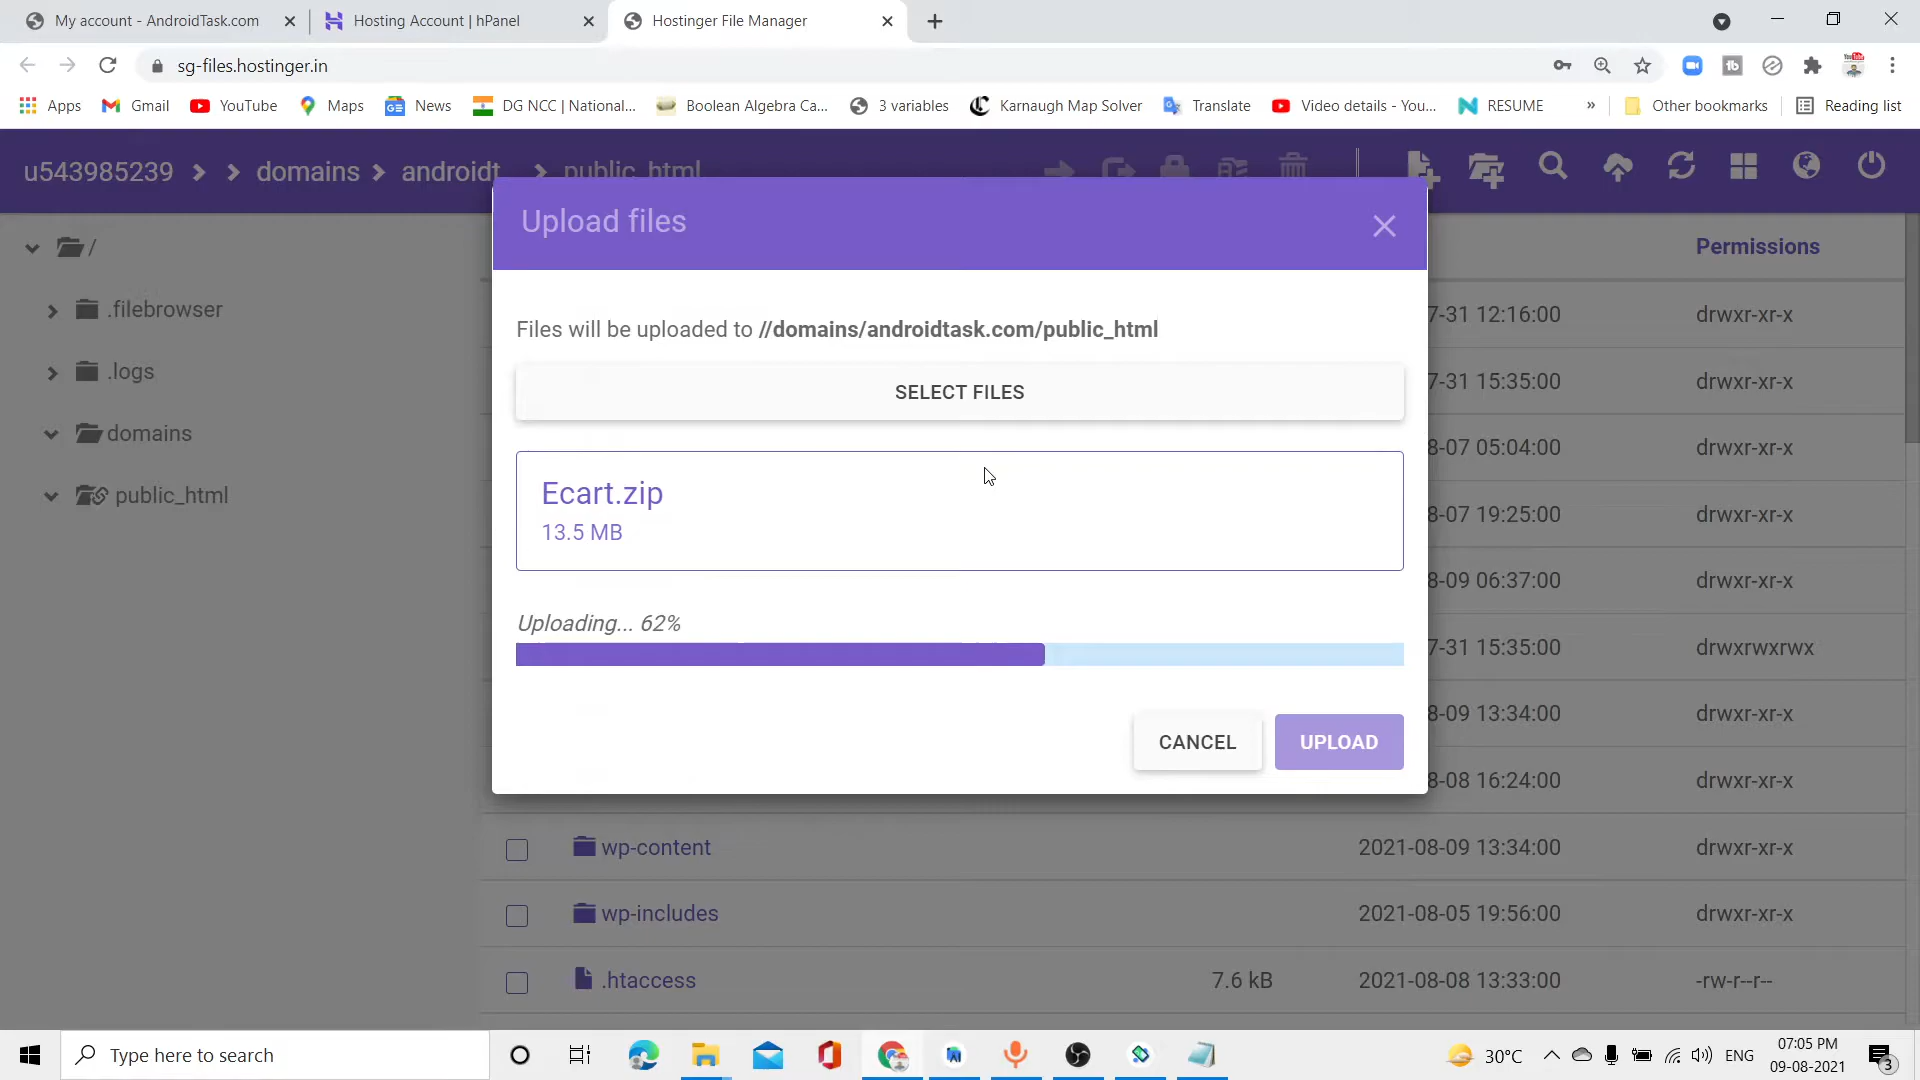 My account - AndroidTask.com
Hosting Account | hPanel
Hostinger File Manager
sg-files.hostinger.in
Apps
Gmail
YouTube
Maps
News
DG NCC | National...
Boolean Algebra Ca...
3 variables
Karnaugh Map Solver
Translate
Video details - You...
RESUME
»
Other bookmarks
Reading list
u543985239 > > domains > androidt > public_html
Upload files
Files will be uploaded to //domains/androidtask.com/public_html
SELECT FILES
Ecart.zip
13.5 MB
Uploading... 62%
CANCEL
UPLOAD
/
.filebrowser
.logs
domains
public_html
Permissions
7-31 12:16:00 drwxr-xr-x
7-31 15:35:00 drwxr-xr-x
8-07 05:04:00 drwxr-xr-x
8-07 19:25:00 drwxr-xr-x
8-09 06:37:00 drwxr-xr-x
7-31 15:35:00 drwxrwxrwx
8-09 13:34:00 drwxr-xr-x
8-08 16:24:00 drwxr-xr-x
wp-content 2021-08-09 13:34:00 drwxr-xr-x
wp-includes 2021-08-05 19:56:00 drwxr-xr-x
.htaccess 7.6 kB 2021-08-08 13:33:00 -rw-r--r--
Type here to search
30°C
ENG
07:05 PM
09-08-2021
3